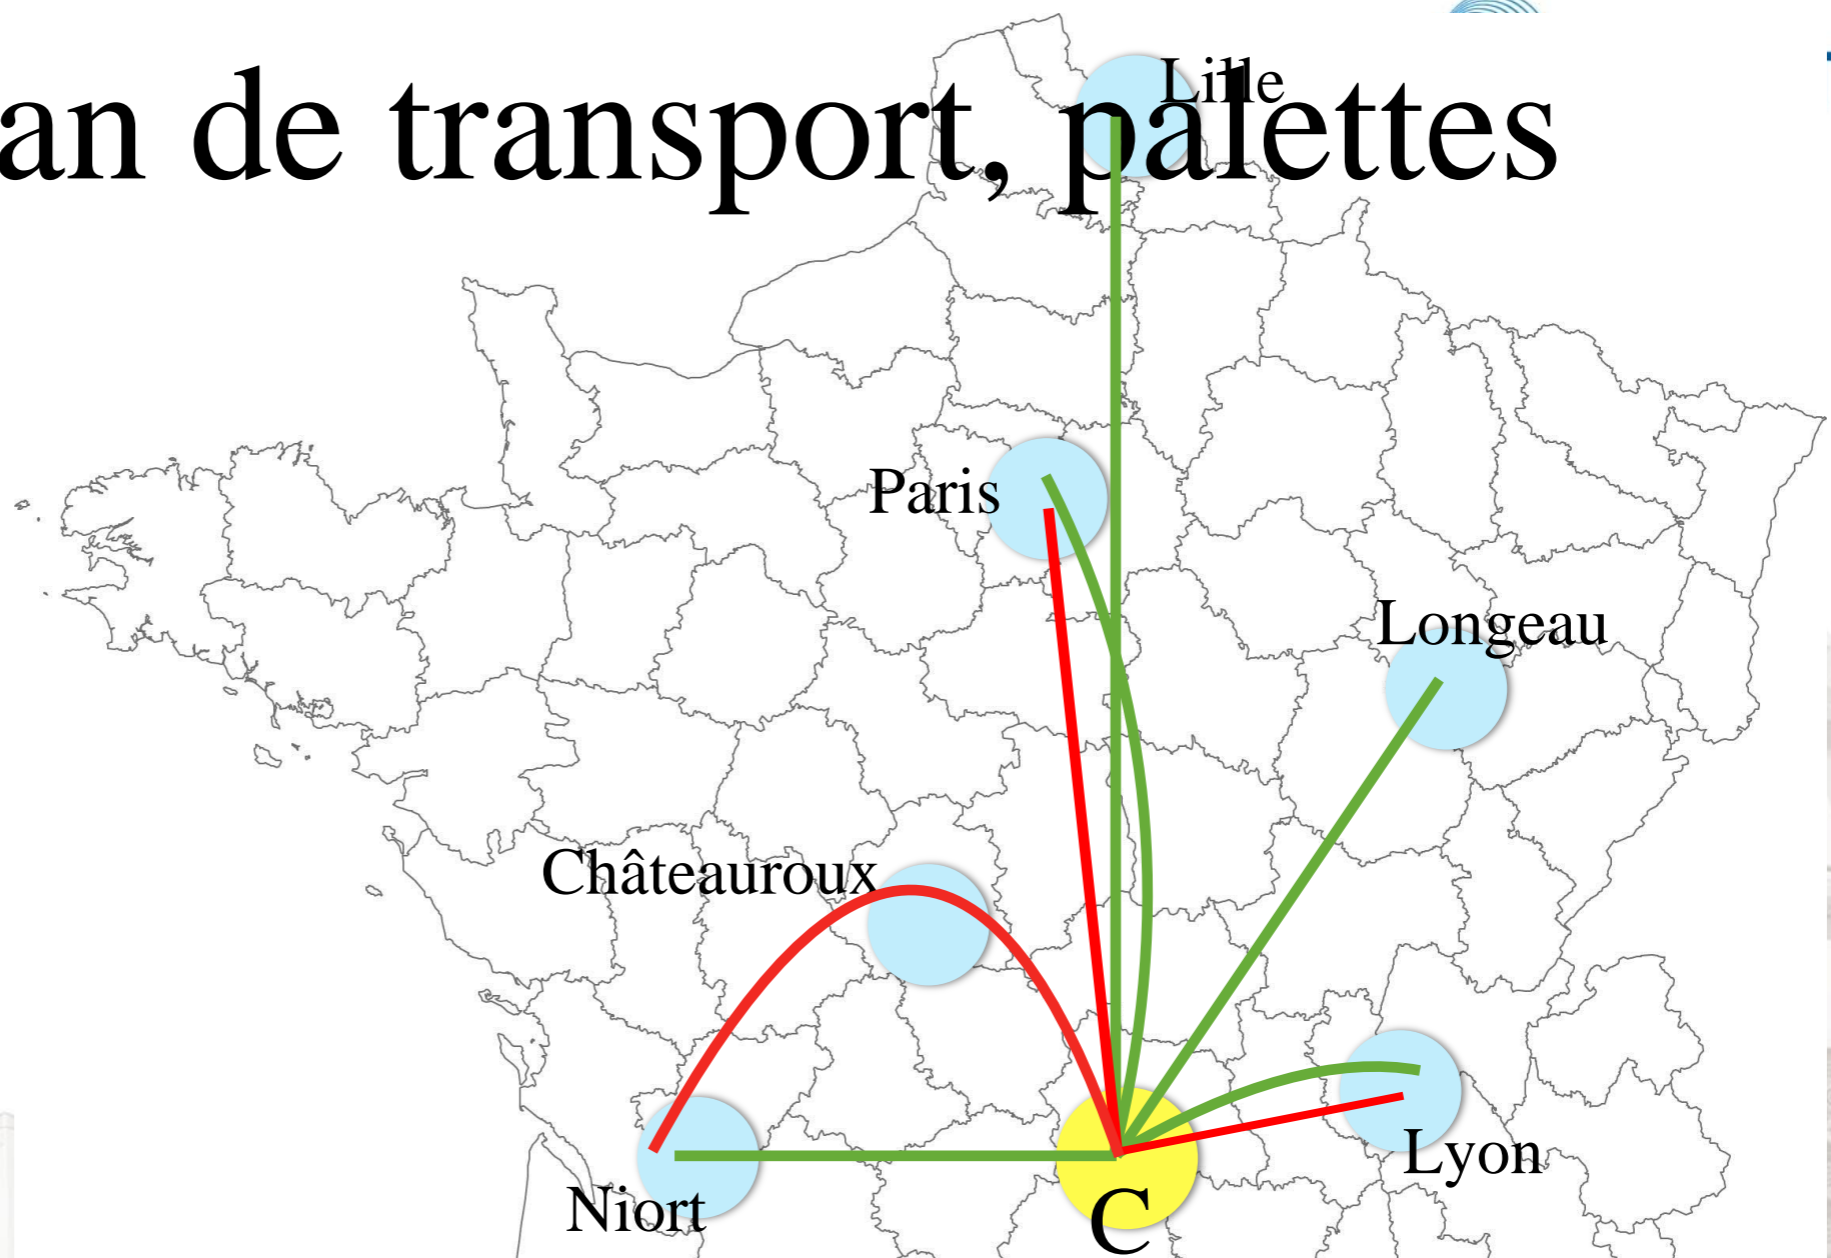 Lille
an de transport, palettes
Paris
Longeau
Châteauroux
Lyon
Niort
C